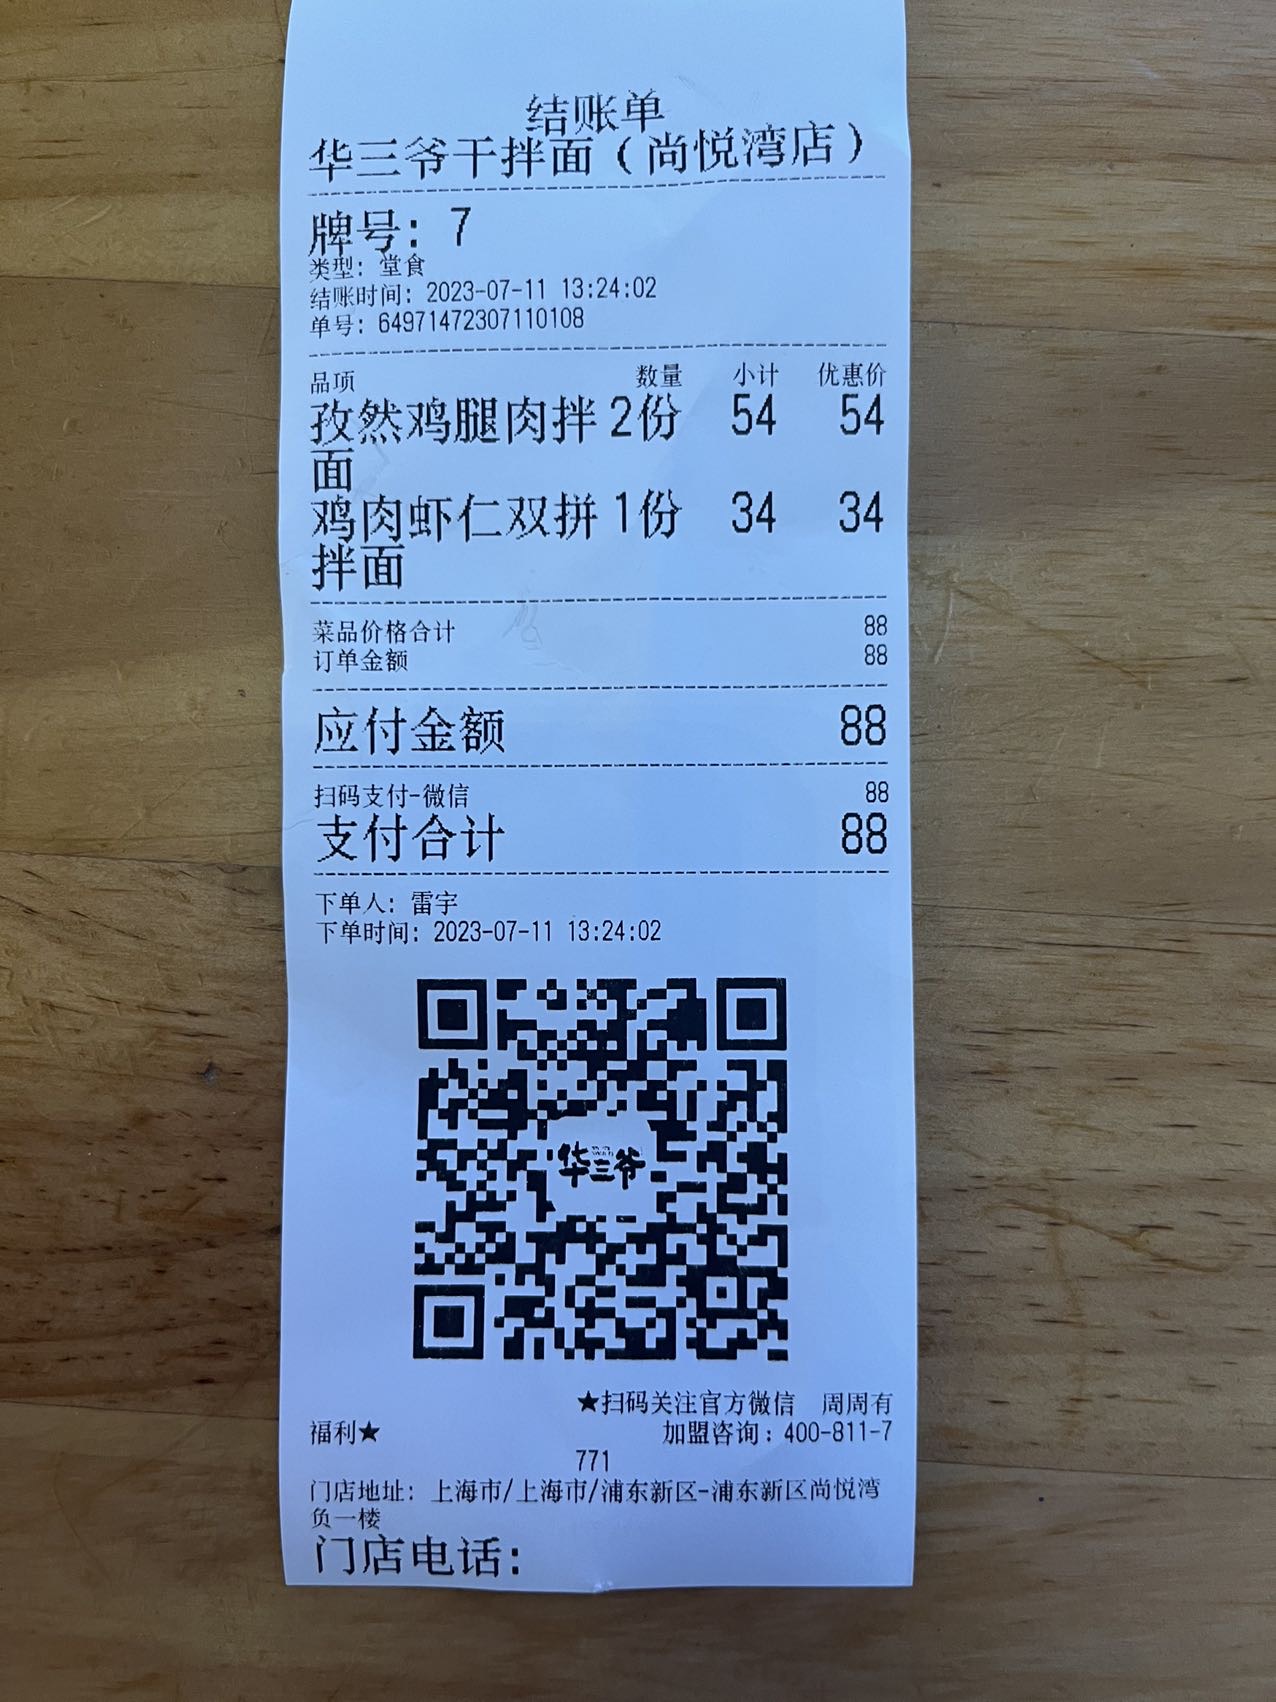 结账单
华三爷干拌面（尚悦湾店）
牌号：7
类型：堂食
结账时间：2023-07-11 13:24:02
单号：64971472307110108
品项 数量 小计 优惠价
孜然鸡腿肉拌 2份 54 54
面
鸡肉虾仁双拼 1份 34 34
拌面
菜品价格合计 88
订单金额 88
应付金额 88
扫码支付-微信 88
支付合计 88
下单人：雷宇
下单时间：2023-07-11 13:24:02
华三爷
★扫码关注官方微信 周周有
福利★ 加盟咨询：400-811-7
771
门店地址：上海市/上海市/浦东新区-浦东新区尚悦湾
负一楼
门店电话：